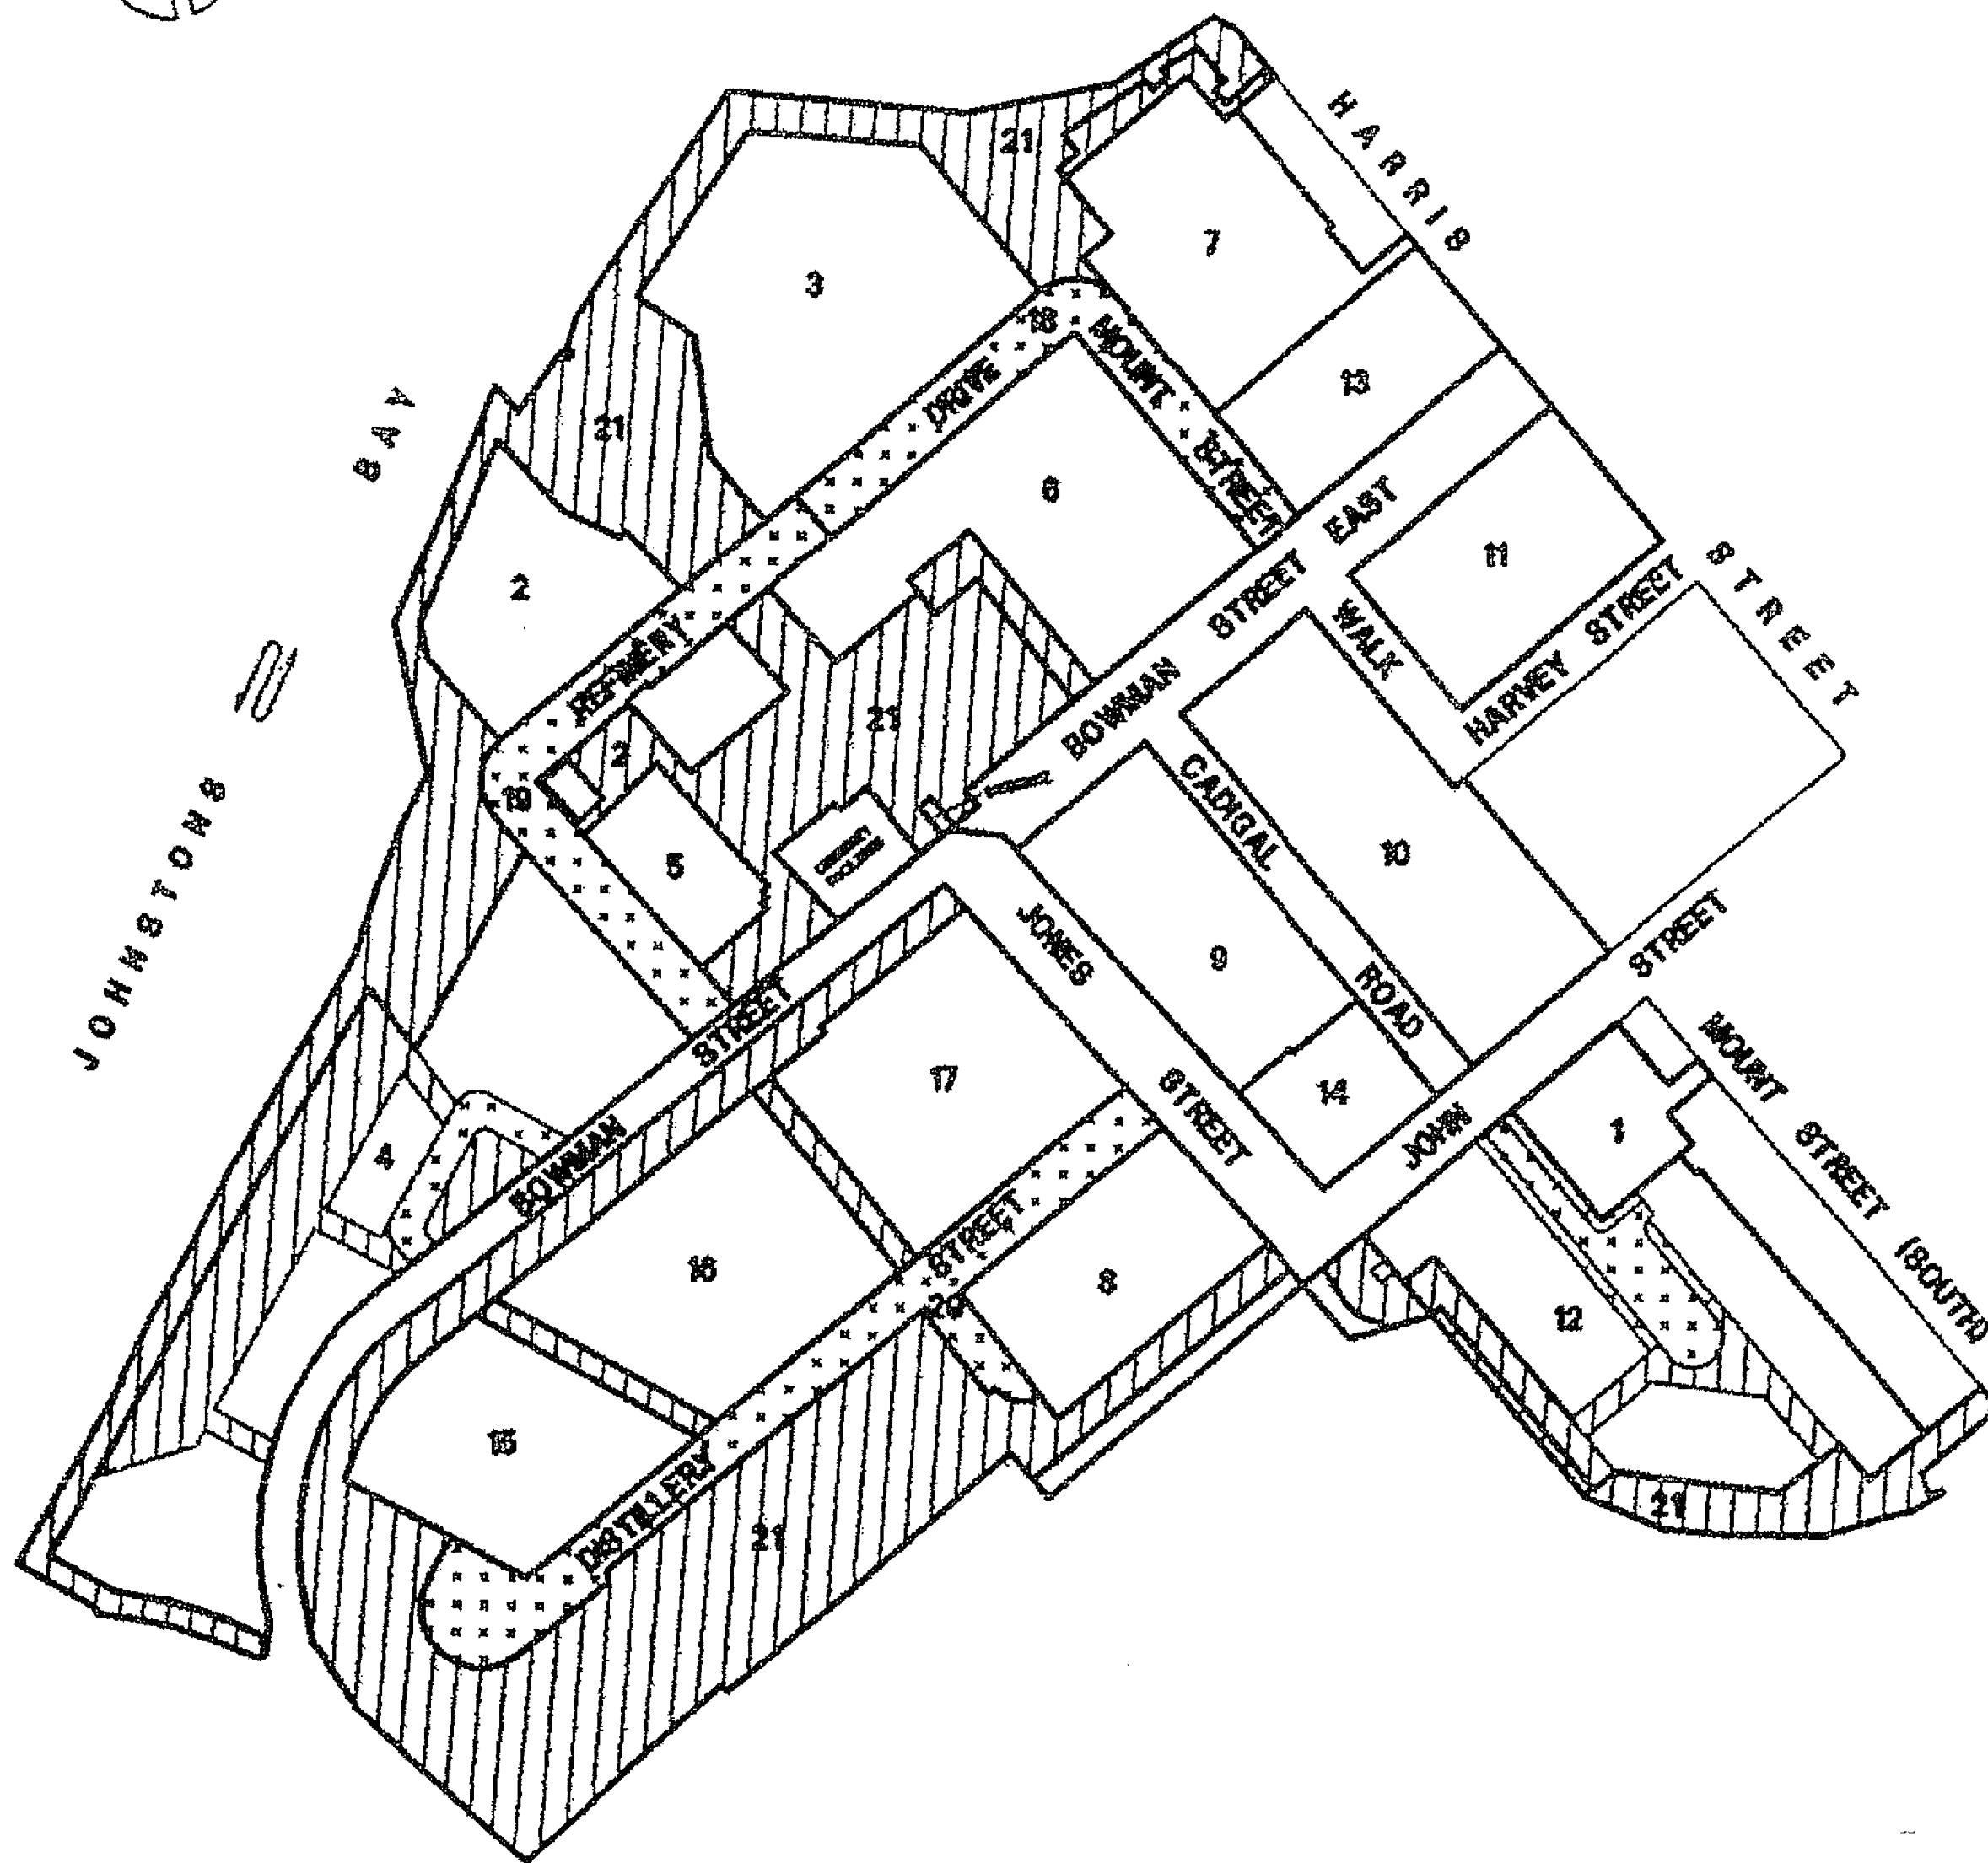 HARRIS
21
7
3
18
MOUNT
13
DRIVE
BAY
21
6
STREET
EAST
11
STREET
2
STREET
WALK
HARVEY STREET
REFINERY
BOWMAN
21
2
CADIGAL
19
JOHNSTONS
5
10
JONES
9
STREET
ROAD
STREET
MOUNT
17
14
STREET
JOHN
1
STREET
4
BOWMAN
STREET
(SOUTH)
16
8
20
12
15
DISTILLERY
21
21